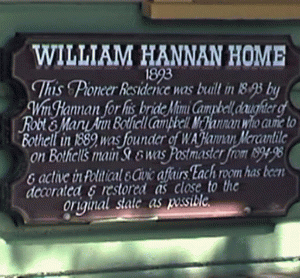 WILLIAM HANNAN HOME
1893
This Pioneer Residence was built in 1893 by
Wm. Hannan for his bride Mimi Campbell, daughter of
Robt & Mary Ann Bothell Campbell. Mr. Hannan who came to
Bothell in 1889, was founder of W.A. Hannan Mercantile
on Bothell's main St. & was Postmaster from 1894-98
& active in Political & Civic affairs. Each room has been
decorated & restored as close to the
original state as possible.